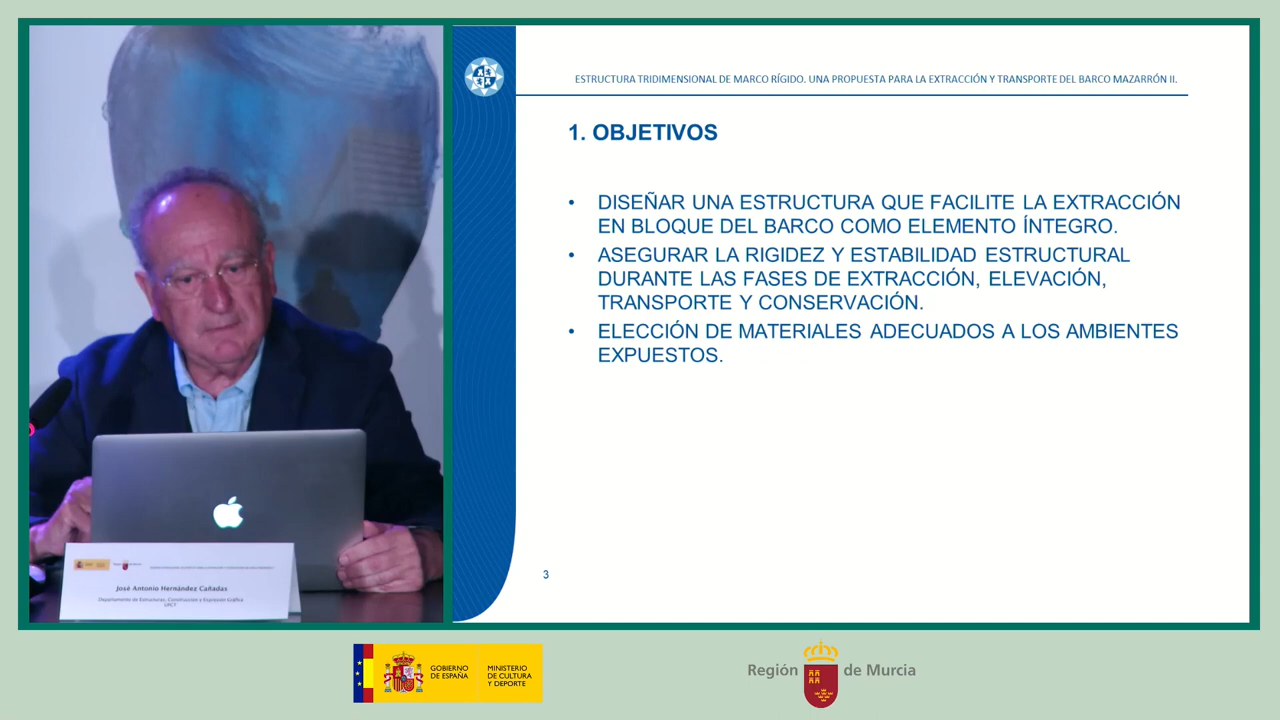 ESTRUCTURA TRIDIMENSIONAL DE MARCO RÍGIDO. UNA PROPUESTA PARA LA EXTRACCIÓN Y TRANSPORTE DEL BARCO MAZARRÓN II.
1. OBJETIVOS
• DISEÑAR UNA ESTRUCTURA QUE FACILITE LA EXTRACCIÓN
EN BLOQUE DEL BARCO COMO ELEMENTO ÍNTEGRO.
• ASEGURAR LA RIGIDEZ Y ESTABILIDAD ESTRUCTURAL
DURANTE LAS FASES DE EXTRACCIÓN, ELEVACIÓN,
TRANSPORTE Y CONSERVACIÓN.
• ELECCIÓN DE MATERIALES ADECUADOS A LOS AMBIENTES
EXPUESTOS.
3
José Antonio Hernández Cañadas
Departamento de Estructuras, Construcción y Expresión Gráfica
UPCT
GOBIERNO
DE ESPAÑA
MINISTERIO
DE CULTURA
Y DEPORTE
Región de Murcia